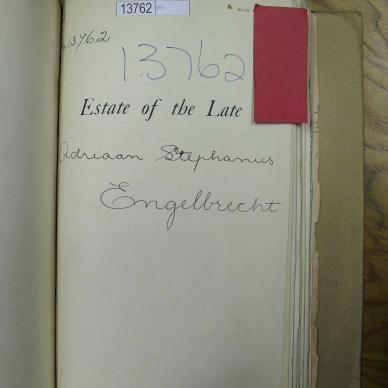 13762
13762
13762
Estate of the Late
Adriaan Stephanus
Engelbrecht